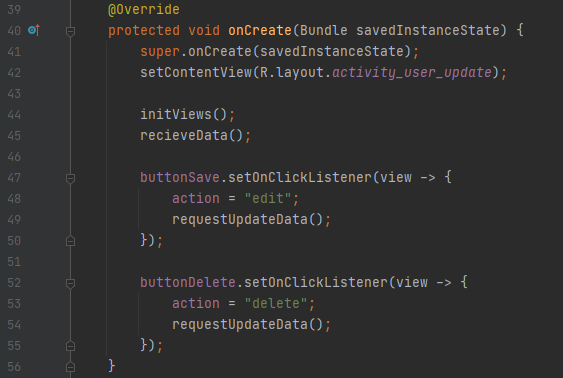 39 @Override
40 protected void onCreate(Bundle savedInstanceState) {
41 super.onCreate(savedInstanceState);
42 setContentView(R.layout.activity_user_update);
43
44 initViews();
45 recieveData();
46
47 buttonSave.setOnClickListener(view -> {
48 action = "edit";
49 requestUpdateData();
50 });
51
52 buttonDelete.setOnClickListener(view -> {
53 action = "delete";
54 requestUpdateData();
55 });
56 }